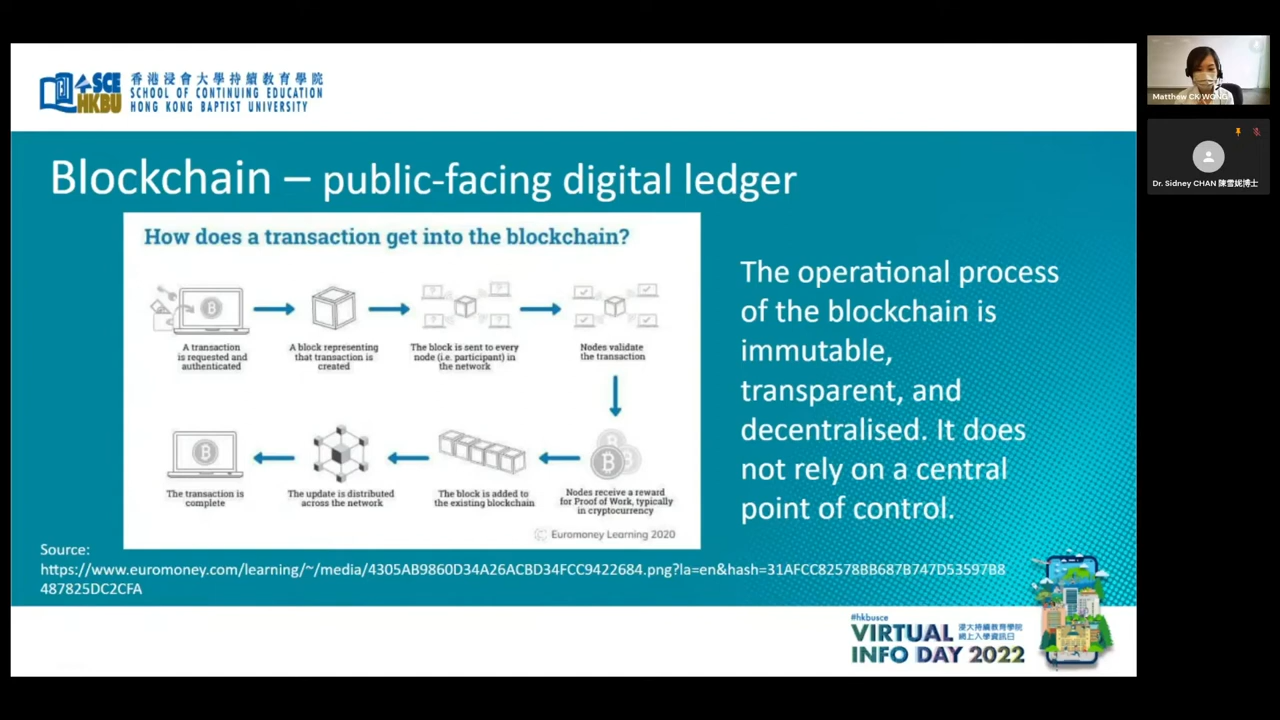 SCE
HKBU
香港浸會大學持續教育學院
SCHOOL OF CONTINUING EDUCATION
HONG KONG BAPTIST UNIVERSITY
Blockchain – public-facing digital ledger
How does a transaction get into the blockchain?
A transaction
is requested and
authenticated
A block representing
that transaction is
created
The block is sent to every
node (i.e. participant) in
the network
Nodes validate
the transaction
Nodes receive a reward
for Proof of Work, typically
in cryptocurrency
The block is added to
the existing blockchain
The update is distributed
across the network
The transaction is
complete
Euromoney Learning 2020
The operational process
of the blockchain is
immutable,
transparent, and
decentralised. It does
not rely on a central
point of control.
Source:
https://www.euromoney.com/learning/~/media/4305AB9860D34A26ACBD34FCC9422684.png?la=en&hash=31AFCC82578BB687B747D53597B8
487825DC2CFA
#hkbusce
VIRTUAL
INFO DAY 2022
浸大持續教育學院
網上入學資訊日
Matthew CK WONG
Dr. Sidney CHAN 陳雪妮博士